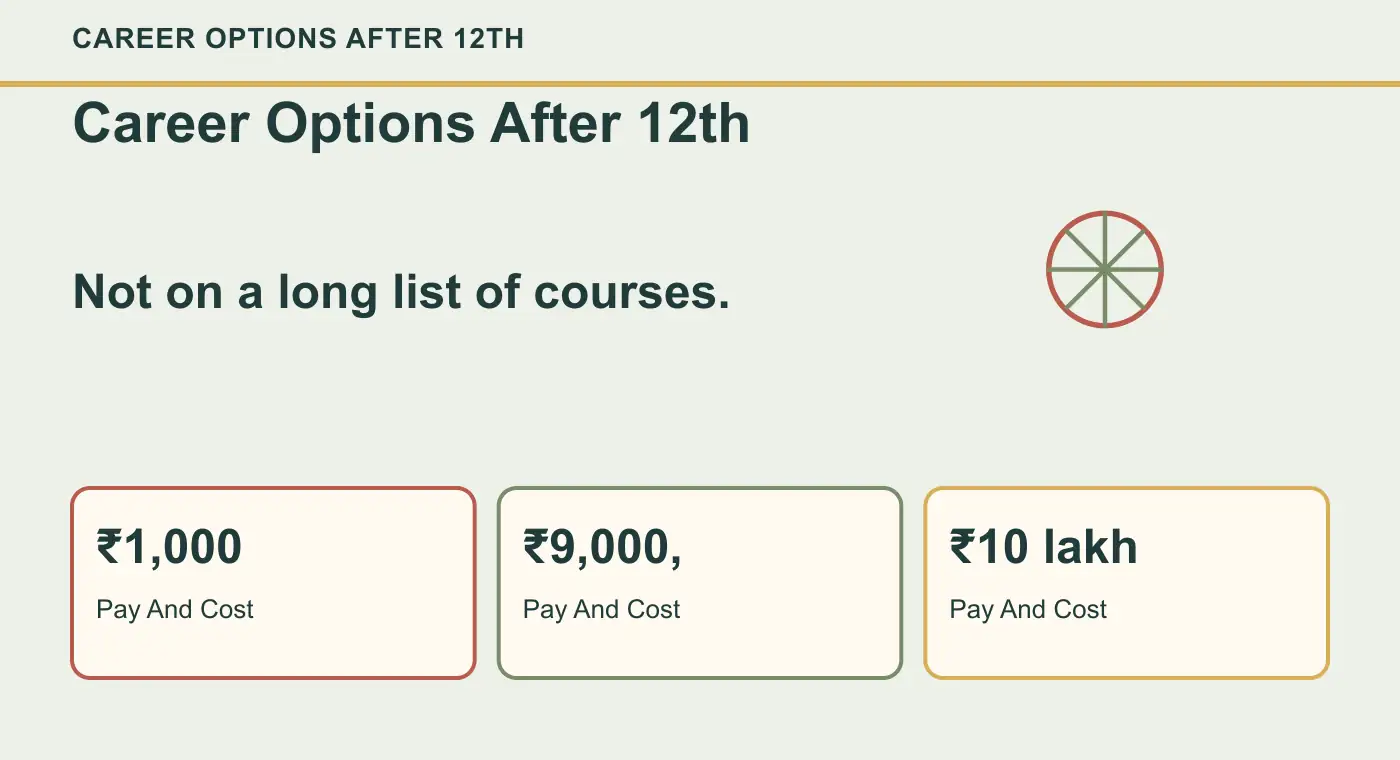 CAREER OPTIONS AFTER 12TH
Career Options After 12th
Not on a long list of courses.
₹1,000
Pay And Cost
₹9,000,
Pay And Cost
₹10 lakh
Pay And Cost